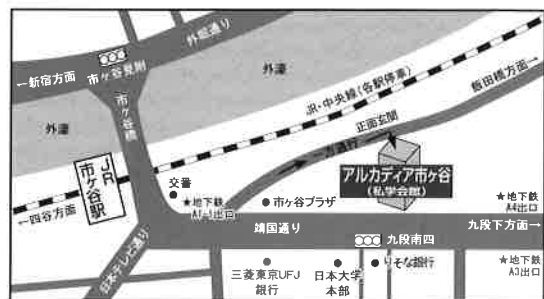 外堀通り
←新宿方面
市ヶ谷見附
外濠
JR・中央線(各駅停車)
飯田橋方面
市ヶ谷橋
外濠
正面玄関
一方通行
JR
市ヶ谷駅
アルカディア市ヶ谷
(私学会館)
交番
★地下鉄
出口
●市ヶ谷プラザ
★地下鉄
A4出口
←四谷方面
靖国通り
九段下方面→
九段南四
日本テレビ通り
三菱東京UFJ
銀行
日本大学
本部
りそな銀行
★地下鉄
A3出口